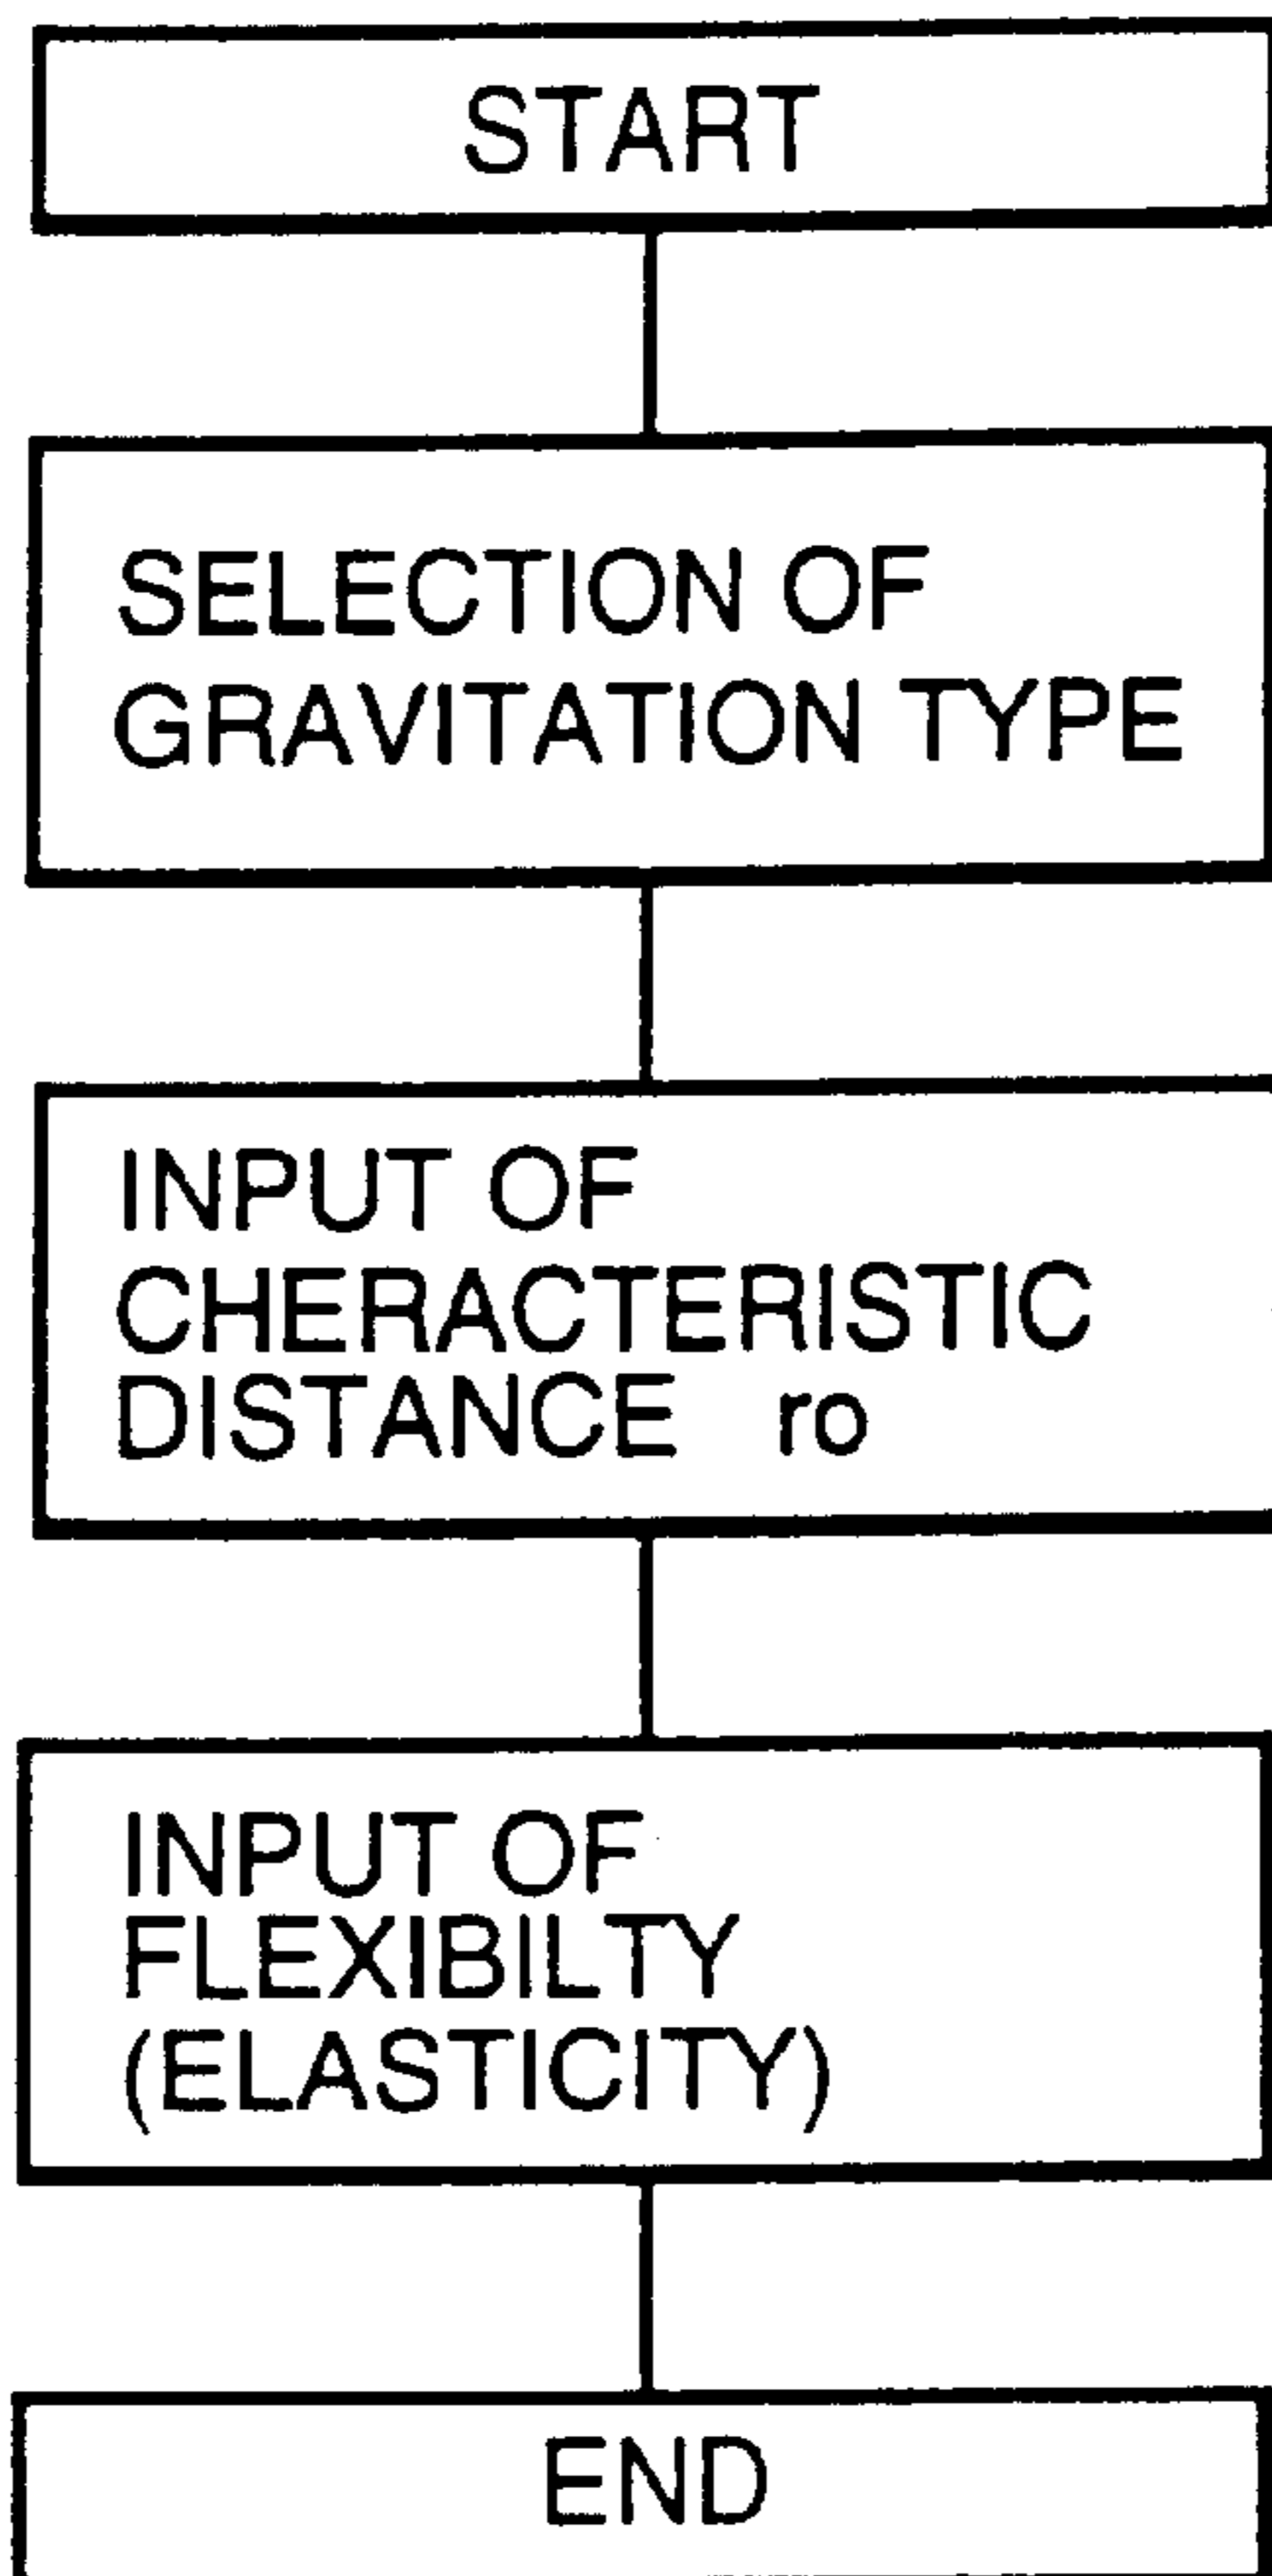 START
SELECTION OF
GRAVITATION TYPE
INPUT OF
CHERACTERISTIC
DISTANCE ro
INPUT OF
FLEXIBILTY
(ELASTICITY)
END